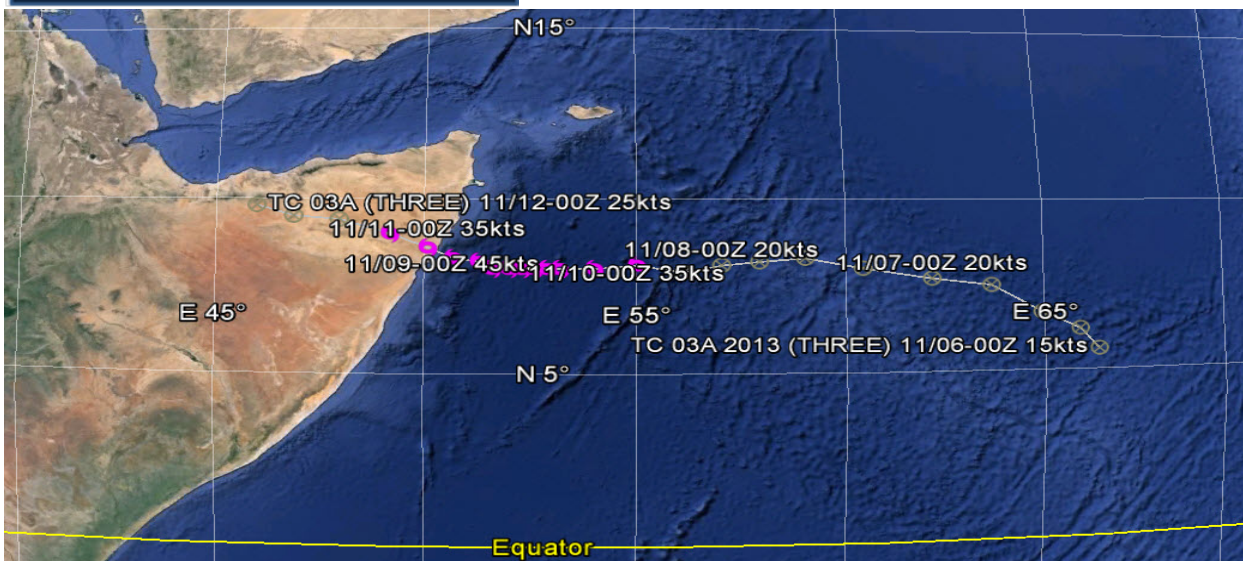 N15°
TC 03A (THREE) 11/12-00Z 25kts
11/11-00Z 35kts
11/08-00Z 20kts
11/09-00Z 45kts
11/10-00Z 35kts
11/07-00Z 20kts
E 45°
E 55°
E 65°
TC 03A 2013 (THREE) 11/06-00Z 15kts
N 5°
Equator